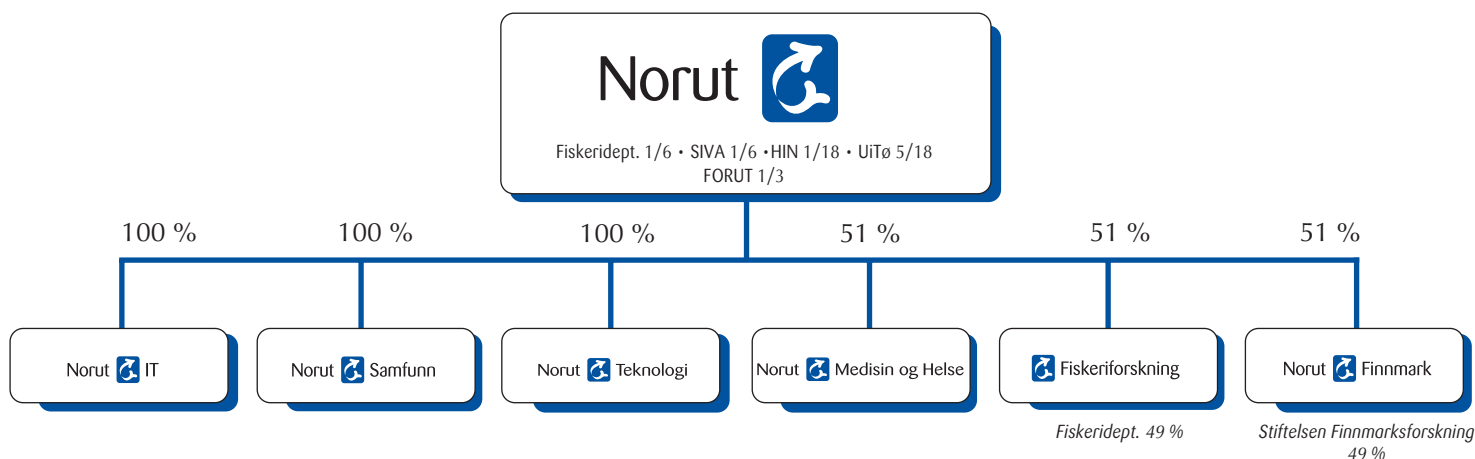 Norut
Fiskeridept. 1/6 • SIVA 1/6 •HIN 1/18 • UiTø 5/18
FORUT 1/3
100 %
100 %
100 %
51 %
51 %
51 %
Norut IT
Norut Samfunn
Norut Teknologi
Norut Medisin og Helse
Fiskeriforskning
Norut Finnmark
Fiskeridept. 49 %
Stiftelsen Finnmarksforskning
49 %